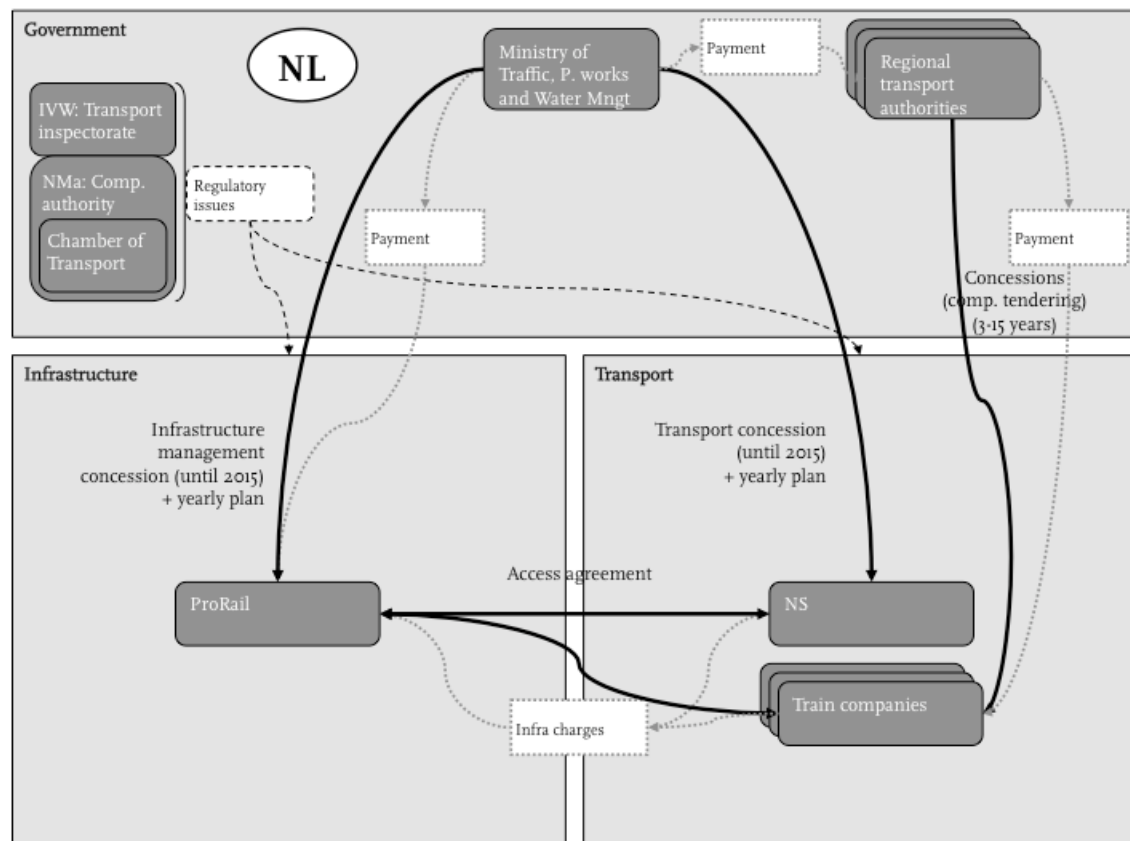 Government
NL
Ministry of
Traffic, P. works
and Water Mngt
Payment
Regional
transport
authorities
IVW: Transport
inspectorate
NMa: Comp.
authority
Chamber of
Transport
Regulatory
issues
Payment
Payment
Concessions
(comp. tendering)
(3-15 years)
Infrastructure
Transport
Infrastructure
management
concession (until 2015)
+ yearly plan
Transport concession
(until 2015)
+ yearly plan
Access agreement
ProRail
NS
Train companies
Infra charges